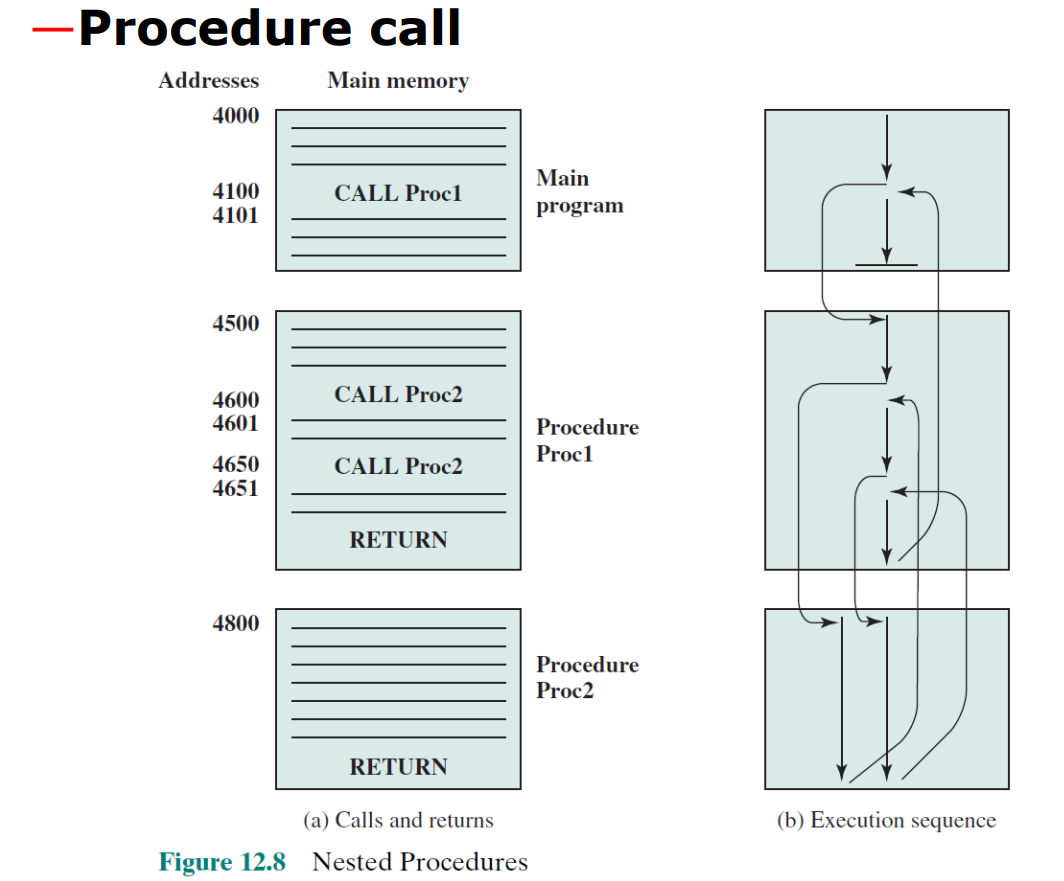 —Procedure call
Addresses Main memory
4000
4100 CALL Proc1
4101
Main
program
4500
4600 CALL Proc2
4601
4650 CALL Proc2
4651
RETURN
Procedure
Proc1
4800
RETURN
Procedure
Proc2
(a) Calls and returns
(b) Execution sequence
Figure 12.8 Nested Procedures